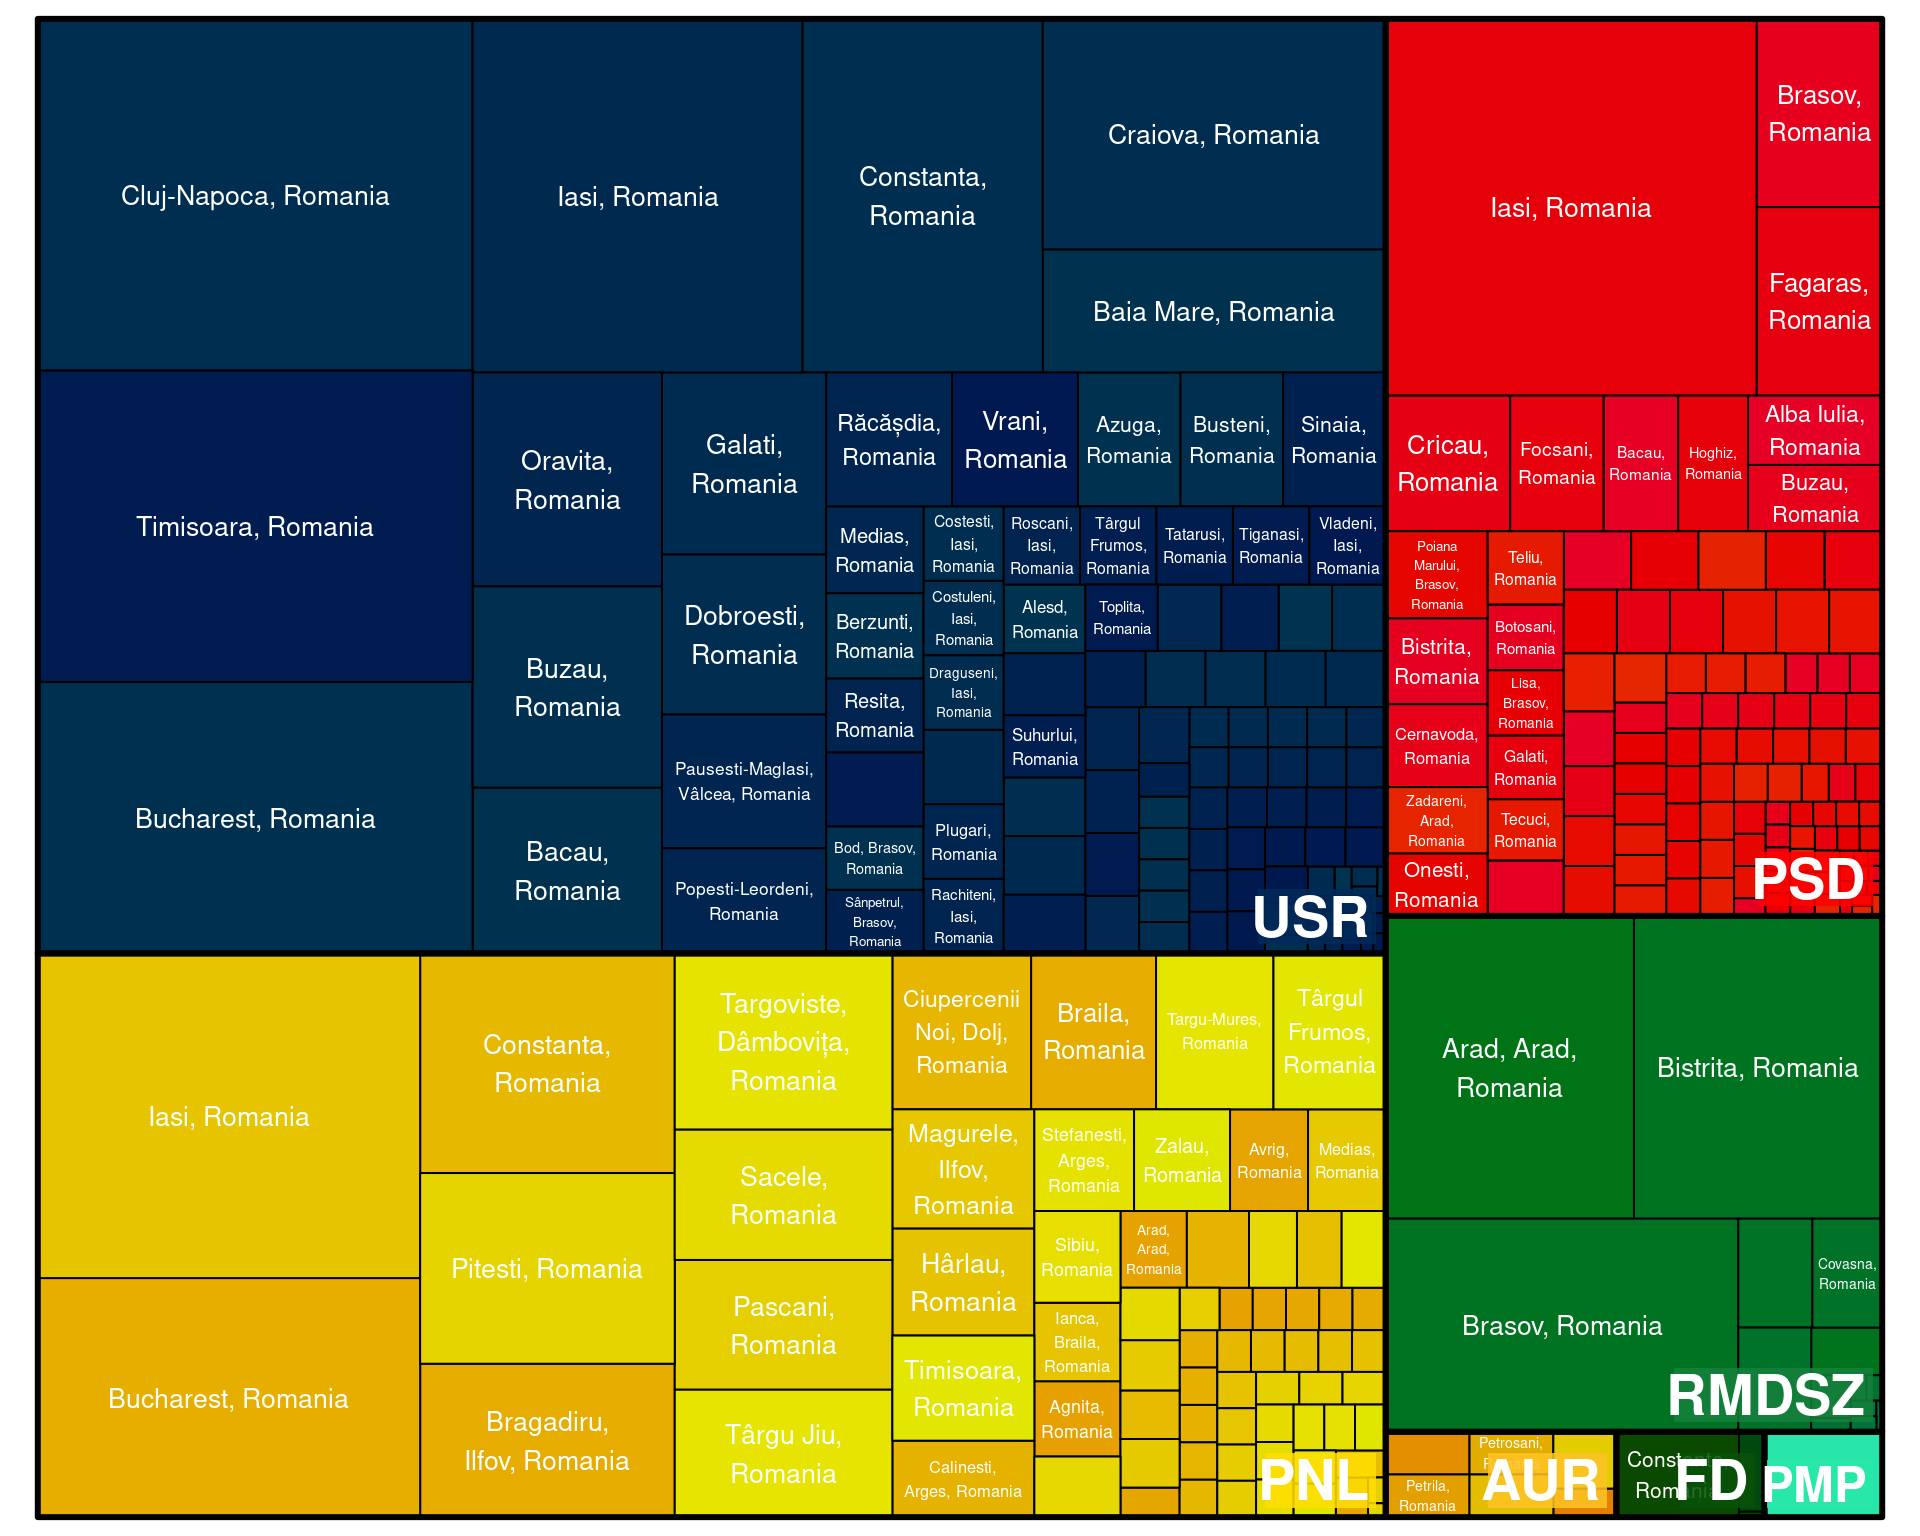 Cluj-Napoca, Romania
Timisoara, Romania
Bucharest, Romania
Iasi, Romania
Constanta,
Romania
Craiova, Romania
Baia Mare, Romania
Oravita,
Romania
Buzau,
Romania
Bacau,
Romania
Galati,
Romania
Dobroesti,
Romania
Pausesti-Maglasi,
Vâlcea, Romania
Popesti-Leordeni,
Romania
Răcășdia,
Romania
Vrani,
Romania
Azuga,
Romania
Busteni,
Romania
Sinaia,
Romania
Medias,
Romania
Berzunti,
Romania
Resita,
Romania
Bod, Brasov,
Romania
Sânpetrul,
Brasov,
Romania
Costesti,
Iasi,
Romania
Costuleni,
Iasi,
Romania
Draguseni,
Iasi,
Romania
Plugari,
Romania
Rachiteni,
Iasi,
Romania
Roscani,
Iasi,
Romania
Târgul
Frumos,
Romania
Tatarusi,
Romania
Tiganasi,
Romania
Vladeni,
Iasi,
Romania
Alesd,
Romania
Toplita,
Romania
Suhurlui,
Romania
USR
Iasi, Romania
Brasov,
Romania
Fagaras,
Romania
Cricau,
Romania
Focsani,
Romania
Bacau,
Romania
Hoghiz,
Romania
Alba Iulia,
Romania
Buzau,
Romania
Poiana
Marului,
Brasov,
Romania
Bistrita,
Romania
Cernavoda,
Romania
Zadareni,
Arad,
Romania
Onesti,
Romania
Teliu,
Romania
Botosani,
Romania
Lisa,
Brasov,
Romania
Galati,
Romania
Tecuci,
Romania
PSD
Iasi, Romania
Bucharest, Romania
Constanta,
Romania
Pitesti, Romania
Bragadiru,
Ilfov, Romania
Targoviste,
Dâmbovița,
Romania
Sacele,
Romania
Pascani,
Romania
Târgu Jiu,
Romania
Ciupercenii
Noi, Dolj,
Romania
Braila,
Romania
Targu-Mures,
Romania
Târgul
Frumos,
Romania
Magurele,
Ilfov,
Romania
Hârlau,
Romania
Timisoara,
Romania
Calinesti,
Arges, Romania
Stefanesti,
Arges,
Romania
Zalau,
Romania
Avrig,
Romania
Medias,
Romania
Sibiu,
Romania
Arad,
Arad,
Romania
Ianca,
Braila,
Romania
Agnita,
Romania
PNL
Arad, Arad,
Romania
Bistrita, Romania
Brasov, Romania
Covasna,
Romania
RMDSZ
Petrosani,
Petrila,
Romania
AUR
FD
PMP